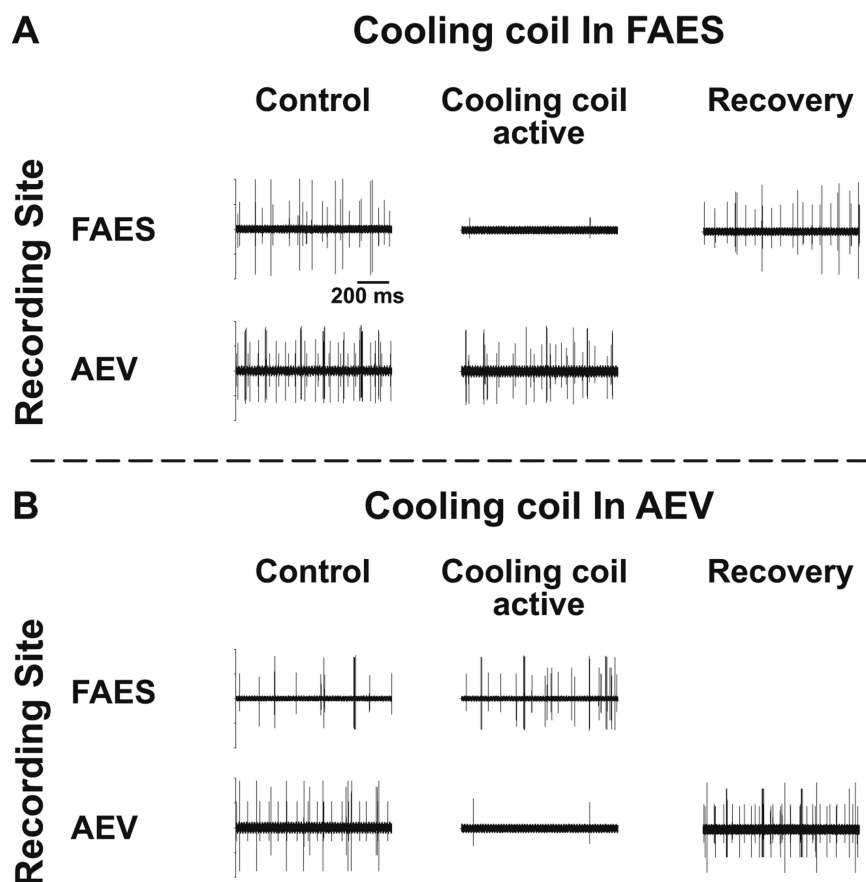 A
Cooling coil In FAES
Control
Cooling coil
active
Recovery
Recording Site
FAES
200 ms
AEV
B
Cooling coil In AEV
Control
Cooling coil
active
Recovery
Recording Site
FAES
AEV